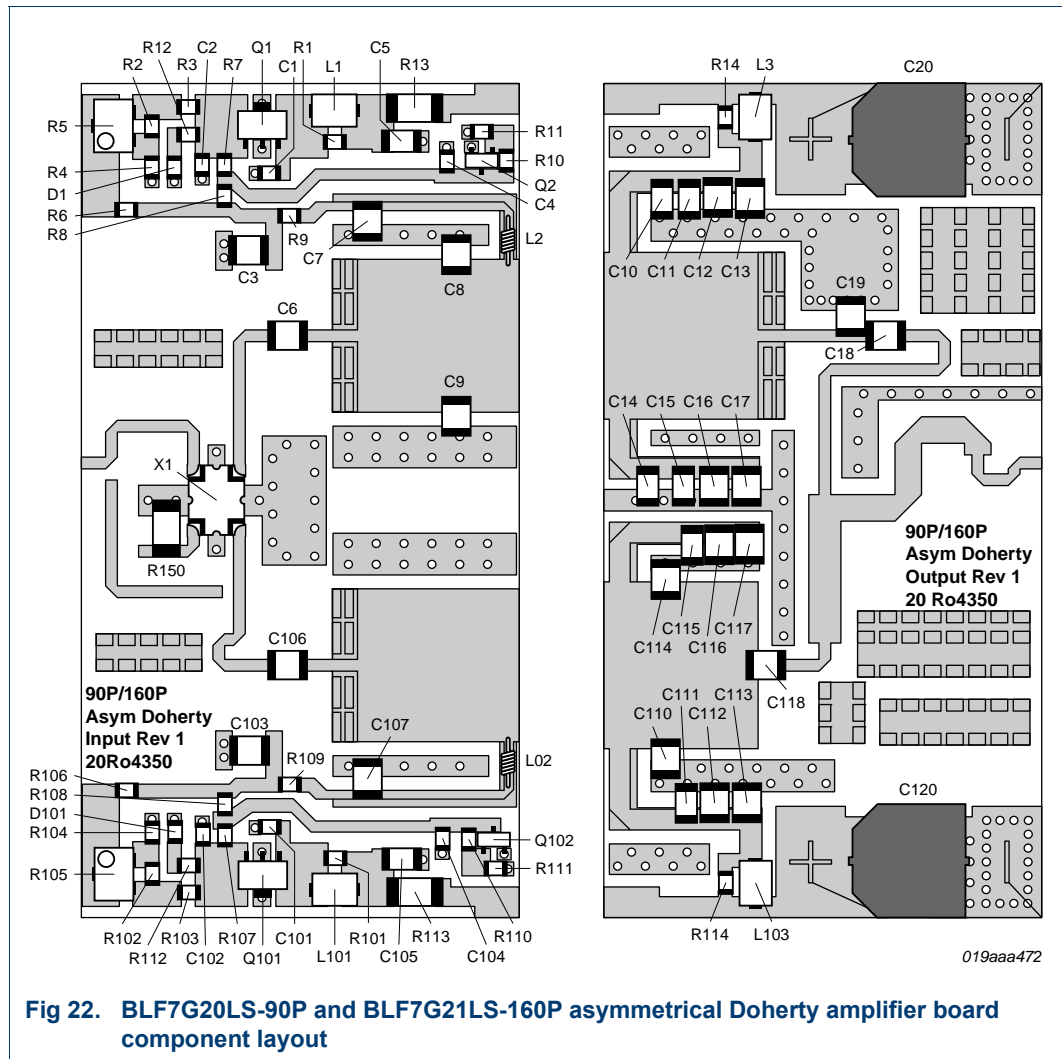 R12 C2 Q1 R1 C5
R2 R3 R7 C1 L1 R13
R14 L3 C20
R5
R11
R4
R10
D1
Q2
R6
C4
R8
R9
C7
L2
C3
C8
C10 C11 C12 C13
C19
C6
C18
C9
C14 C15 C16 C17
X1
R150
90P/160P
Asym Doherty
Output Rev 1
20 Ro4350
C115 C117
C114 C116
C106
C118
90P/160P
Asym Doherty
Input Rev 1
20Ro4350
C103
C107
R109
L02
C111 C113
C110 C112
R106
R108
D101
R104
R105
C120
Q102
R111
R102 R103 R107 C101 R101 R113 R110
R112 C102 Q101 L101 C105 C104
R114 L103
019aaa472
Fig 22. BLF7G20LS-90P and BLF7G21LS-160P asymmetrical Doherty amplifier board
component layout